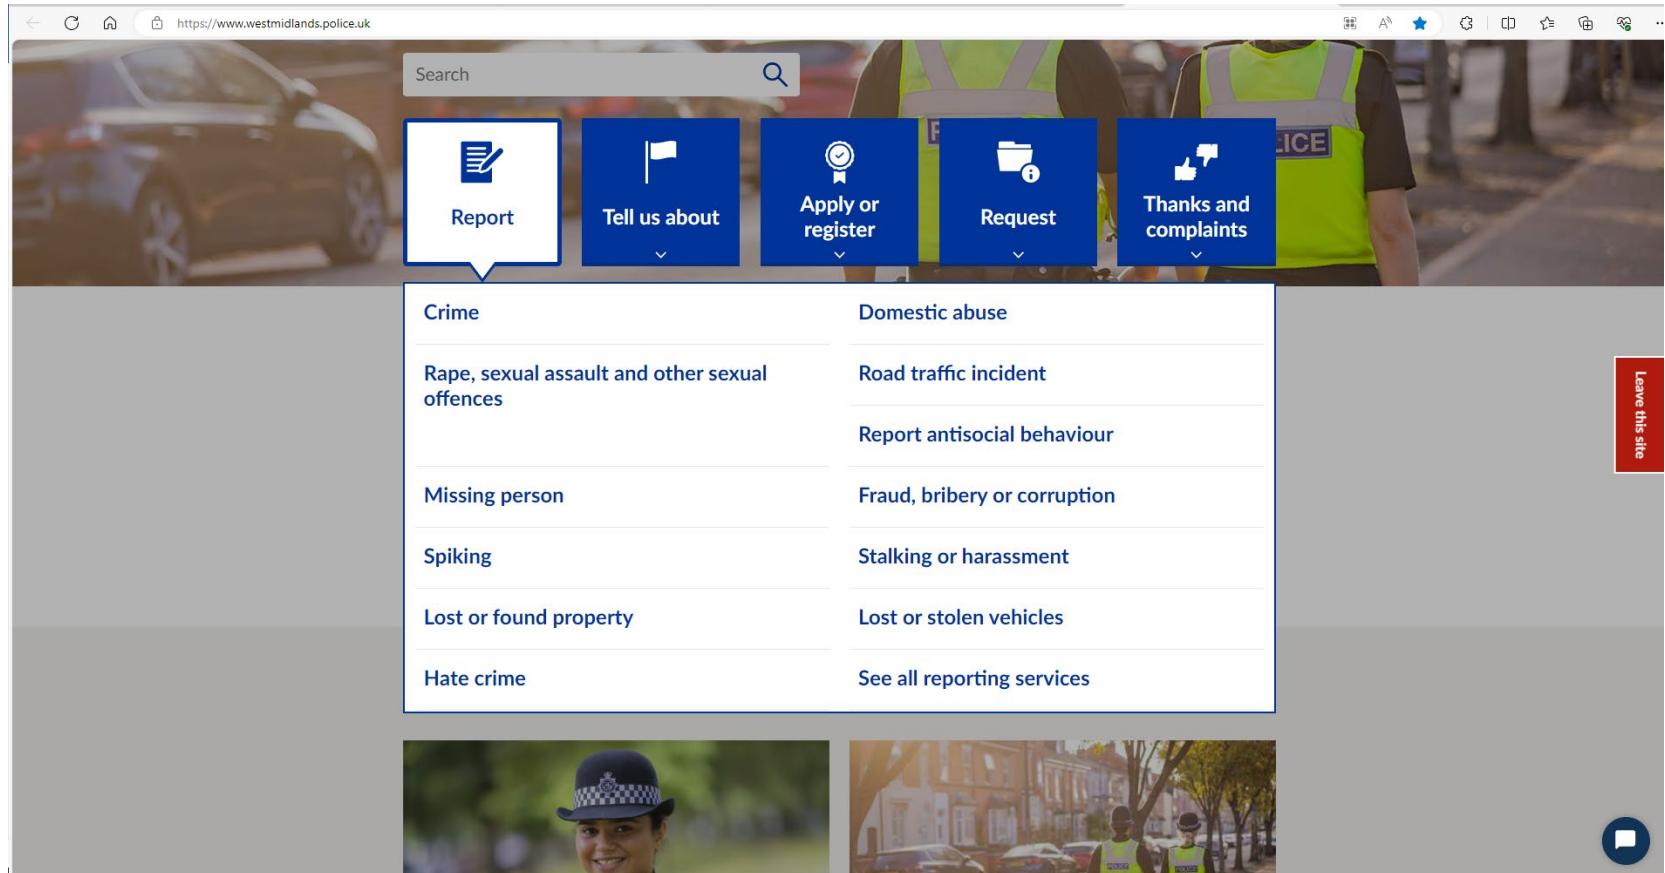 https://www.westmidlands.police.uk
Search
Report
Tell us about
Apply or
register
Request
Thanks and
complaints
ICE
Crime
Domestic abuse
Rape, sexual assault and other sexual
offences
Road traffic incident
Report antisocial behaviour
Missing person
Fraud, bribery or corruption
Spiking
Stalking or harassment
Lost or found property
Lost or stolen vehicles
Hate crime
See all reporting services
Leave this site
POLICE
POLICE